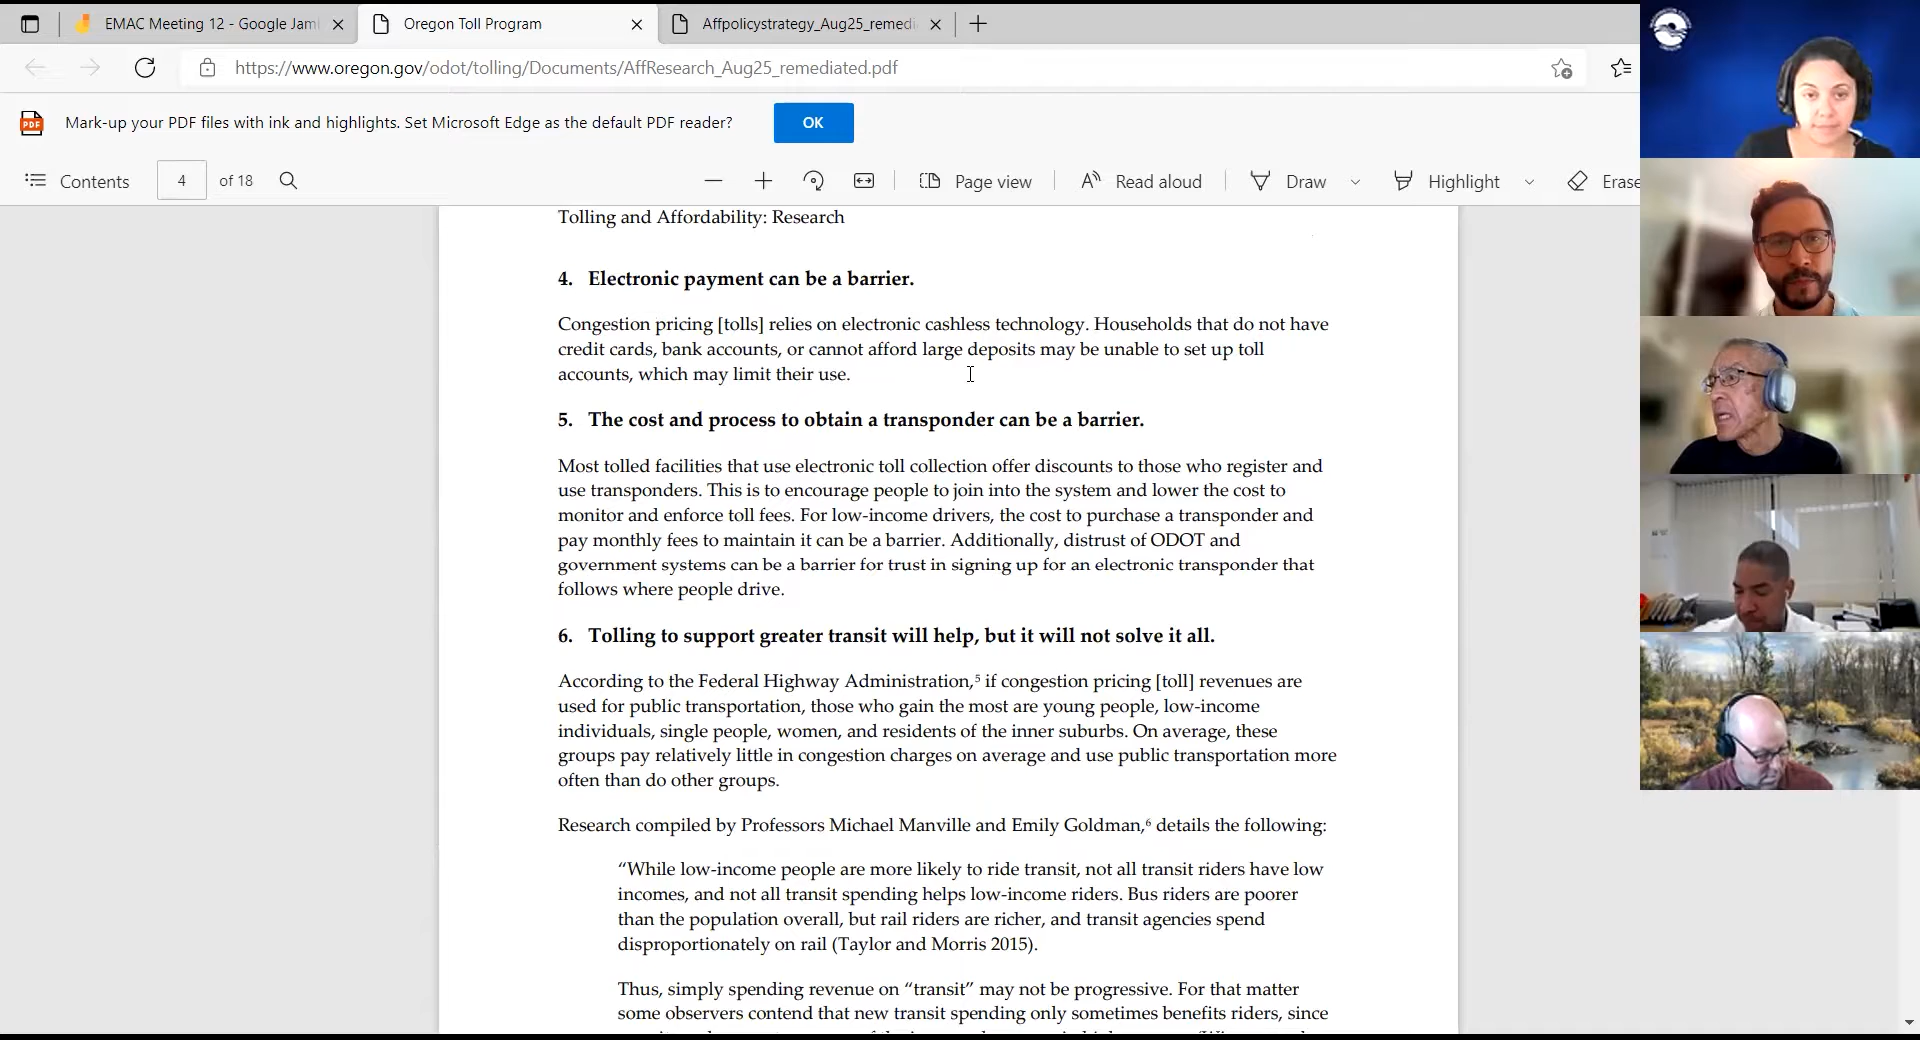 EMAC Meeting 12 - Google Jam
Oregon Toll Program
Affpolicystrategy_Aug25_remedi
https://www.oregon.gov/odot/tolling/Documents/AffResearch_Aug25_remediated.pdf
PDF
Mark-up your PDF files with ink and highlights. Set Microsoft Edge as the default PDF reader?
OK
Contents
4
of 18
Page view
Read aloud
Draw
Highlight
Erase
Tolling and Affordability: Research
4. Electronic payment can be a barrier.
Congestion pricing [tolls] relies on electronic cashless technology. Households that do not have
credit cards, bank accounts, or cannot afford large deposits may be unable to set up toll
accounts, which may limit their use.
5. The cost and process to obtain a transponder can be a barrier.
Most tolled facilities that use electronic toll collection offer discounts to those who register and
use transponders. This is to encourage people to join into the system and lower the cost to
monitor and enforce toll fees. For low-income drivers, the cost to purchase a transponder and
pay monthly fees to maintain it can be a barrier. Additionally, distrust of ODOT and
government systems can be a barrier for trust in signing up for an electronic transponder that
follows where people drive.
6. Tolling to support greater transit will help, but it will not solve it all.
According to the Federal Highway Administration,⁵ if congestion pricing [toll] revenues are
used for public transportation, those who gain the most are young people, low-income
individuals, single people, women, and residents of the inner suburbs. On average, these
groups pay relatively little in congestion charges on average and use public transportation more
often than do other groups.
Research compiled by Professors Michael Manville and Emily Goldman,⁶ details the following:
“While low-income people are more likely to ride transit, not all transit riders have low
incomes, and not all transit spending helps low-income riders. Bus riders are poorer
than the population overall, but rail riders are richer, and transit agencies spend
disproportionately on rail (Taylor and Morris 2015).
Thus, simply spending revenue on “transit” may not be progressive. For that matter
some observers contend that new transit spending only sometimes benefits riders, since